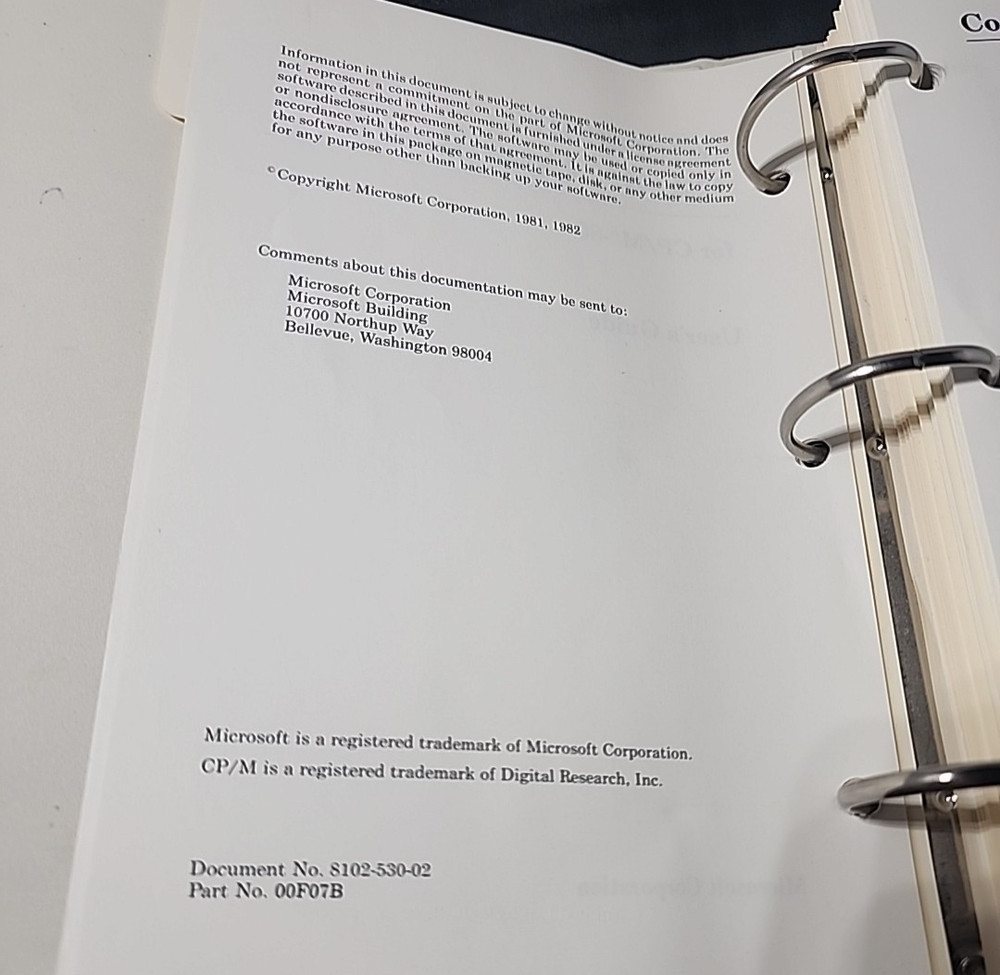 Information in this document is subject to change without notice and does
not represent a commitment on the part of Microsoft Corporation. The
software described in this document is furnished under a license agreement
or nondisclosure agreement. The software may be used or copied only in
accordance with the terms of that agreement. It is against the law to copy
the software in this package on magnetic tape, disk, or any other medium
for any purpose other than backing up your software.
©Copyright Microsoft Corporation, 1981, 1982
Comments about this documentation may be sent to:
Microsoft Corporation
Microsoft Building
10700 Northup Way
Bellevue, Washington 98004
Microsoft is a registered trademark of Microsoft Corporation.
CP/M is a registered trademark of Digital Research, Inc.
Document No. 8102-530-02
Part No. 00F07B
Co